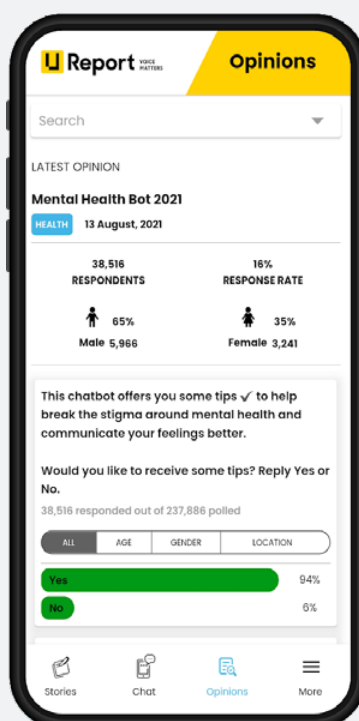 U Report VOICE MATTERS
Opinions
Search
LATEST OPINION
Mental Health Bot 2021
HEALTH 13 August, 2021
38,516 16%
RESPONDENTS RESPONSE RATE
65% 35%
Male 5,966 Female 3,241
This chatbot offers you some tips ✓ to help
break the stigma around mental health and
communicate your feelings better.
Would you like to receive some tips? Reply Yes or
No.
38,516 responded out of 237,886 polled
ALL AGE GENDER LOCATION
Yes 94%
No 6%
Stories Chat Opinions More